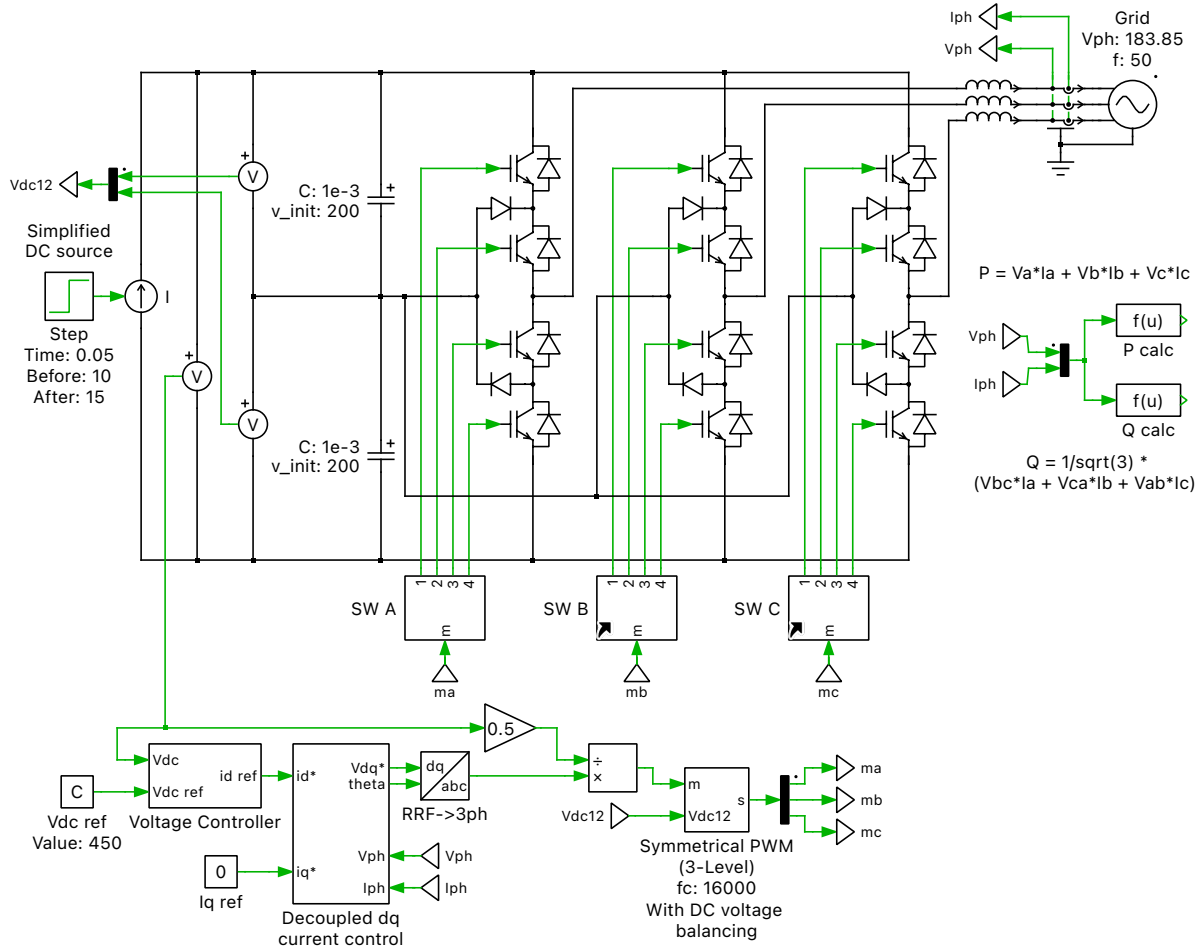 Iph
Vph
Grid
Vph: 183.85
f: 50
+
V
Vdc12
C: 1e-3
v_init: 200
+
Simplified
DC source
I
Step
Time: 0.05
Before: 10
After: 15
+
V
+
V
C: 1e-3
v_init: 200
+
P = Va*Ia + Vb*Ib + Vc*Ic
Vph
Iph
f(u)
P calc
f(u)
Q calc
Q = 1/sqrt(3) *
(Vbc*Ia + Vca*Ib + Vab*Ic)
1 2 3 4
SW A
m
ma
1 2 3 4
SW B
m
mb
1 2 3 4
SW C
m
mc
0.5
Vdc
id ref
Vdc ref
Voltage Controller
C
Vdc ref
Value: 450
0
Iq ref
id*
iq*
Vdq*
theta
Vph
Iph
Decoupled dq
current control
dq
abc
RRF->3ph
Vph
Iph
÷
×
Vdc12
m
s
Vdc12
Symmetrical PWM
(3-Level)
fc: 16000
With DC voltage
balancing
ma
mb
mc